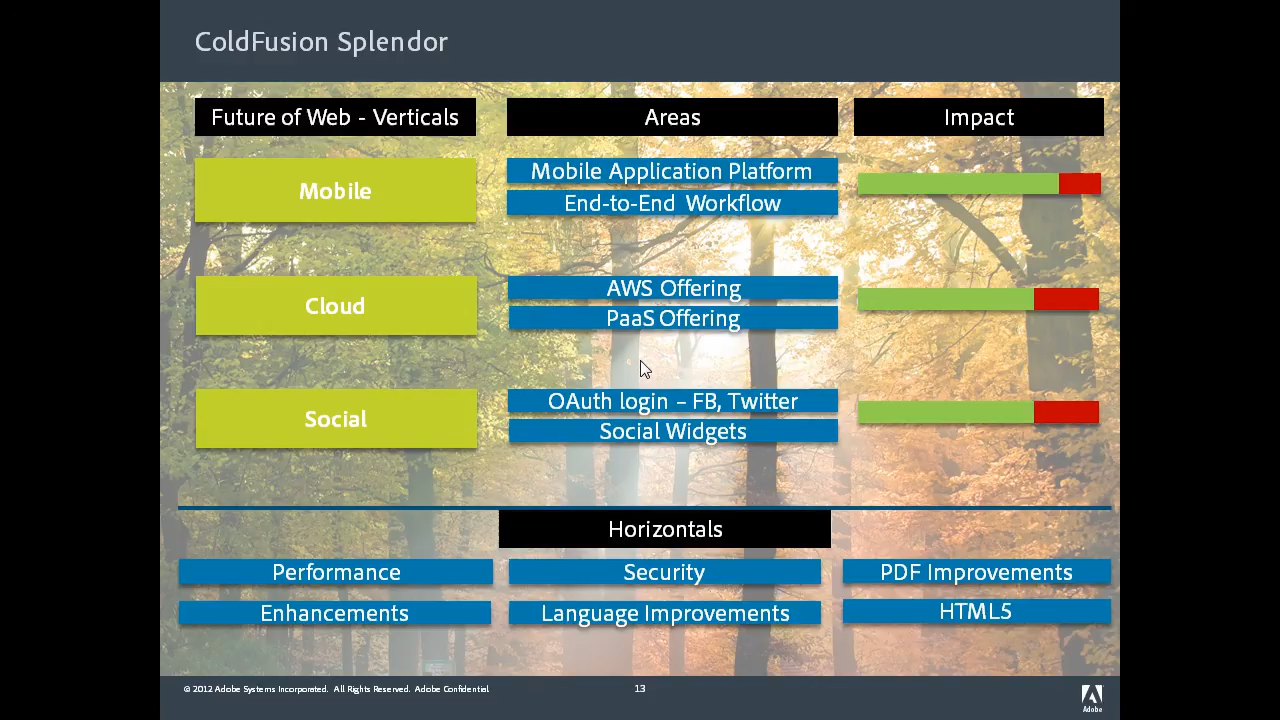 ColdFusion Splendor
Future of Web - Verticals
Areas
Impact
Mobile
Mobile Application Platform
End-to-End Workflow
Cloud
AWS Offering
PaaS Offering
Social
OAuth login – FB, Twitter
Social Widgets
Horizontals
Performance
Security
PDF Improvements
Enhancements
Language Improvements
HTML5
© 2012 Adobe Systems Incorporated. All Rights Reserved. Adobe Confidential
13
Adobe